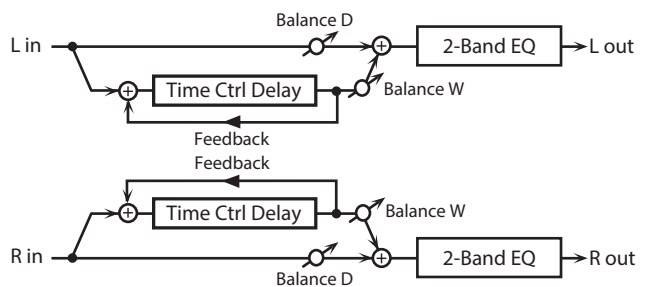 Balance D
L in
2-Band EQ
L out
Time Ctrl Delay
Balance W
Feedback
Feedback
Time Ctrl Delay
Balance W
R in
2-Band EQ
R out
Balance D